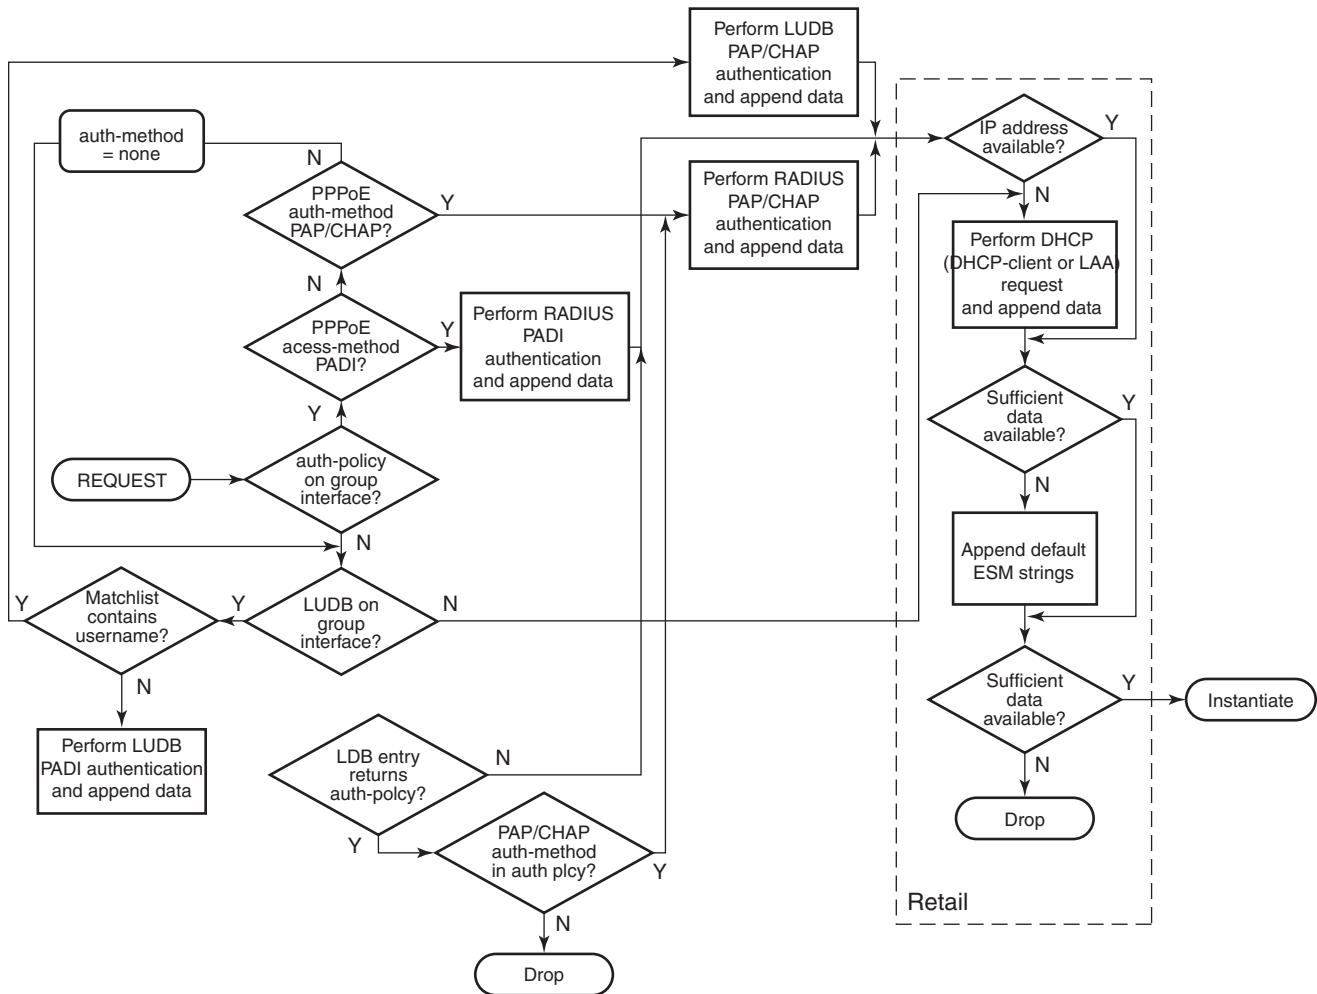 Perform LUDB
PAP/CHAP
authentication
and append data
auth-method
= none
N
PPPoE
auth-method
PAP/CHAP?
Y
Perform RADIUS
PAP/CHAP
authentication
and append data
IP address
available?
Y
N
Perform DHCP
(DHCP-client or LAA)
request
and append data
N
PPPoE
acess-method
PADI?
Y
Perform RADIUS
PADI
authentication
and append data
Y
REQUEST
auth-policy
on group
interface?
N
Sufficient
data
available?
Y
N
Append default
ESM strings
Y
Matchlist
contains
username?
Y
LUDB on
group
interface?
N
N
Perform LUDB
PADI authentication
and append data
Sufficient
data
available?
Y
Instantiate
N
Drop
LDB entry
returns
auth-polcy?
N
Y
PAP/CHAP
auth-method
in auth plcy?
Y
N
Drop
Retail